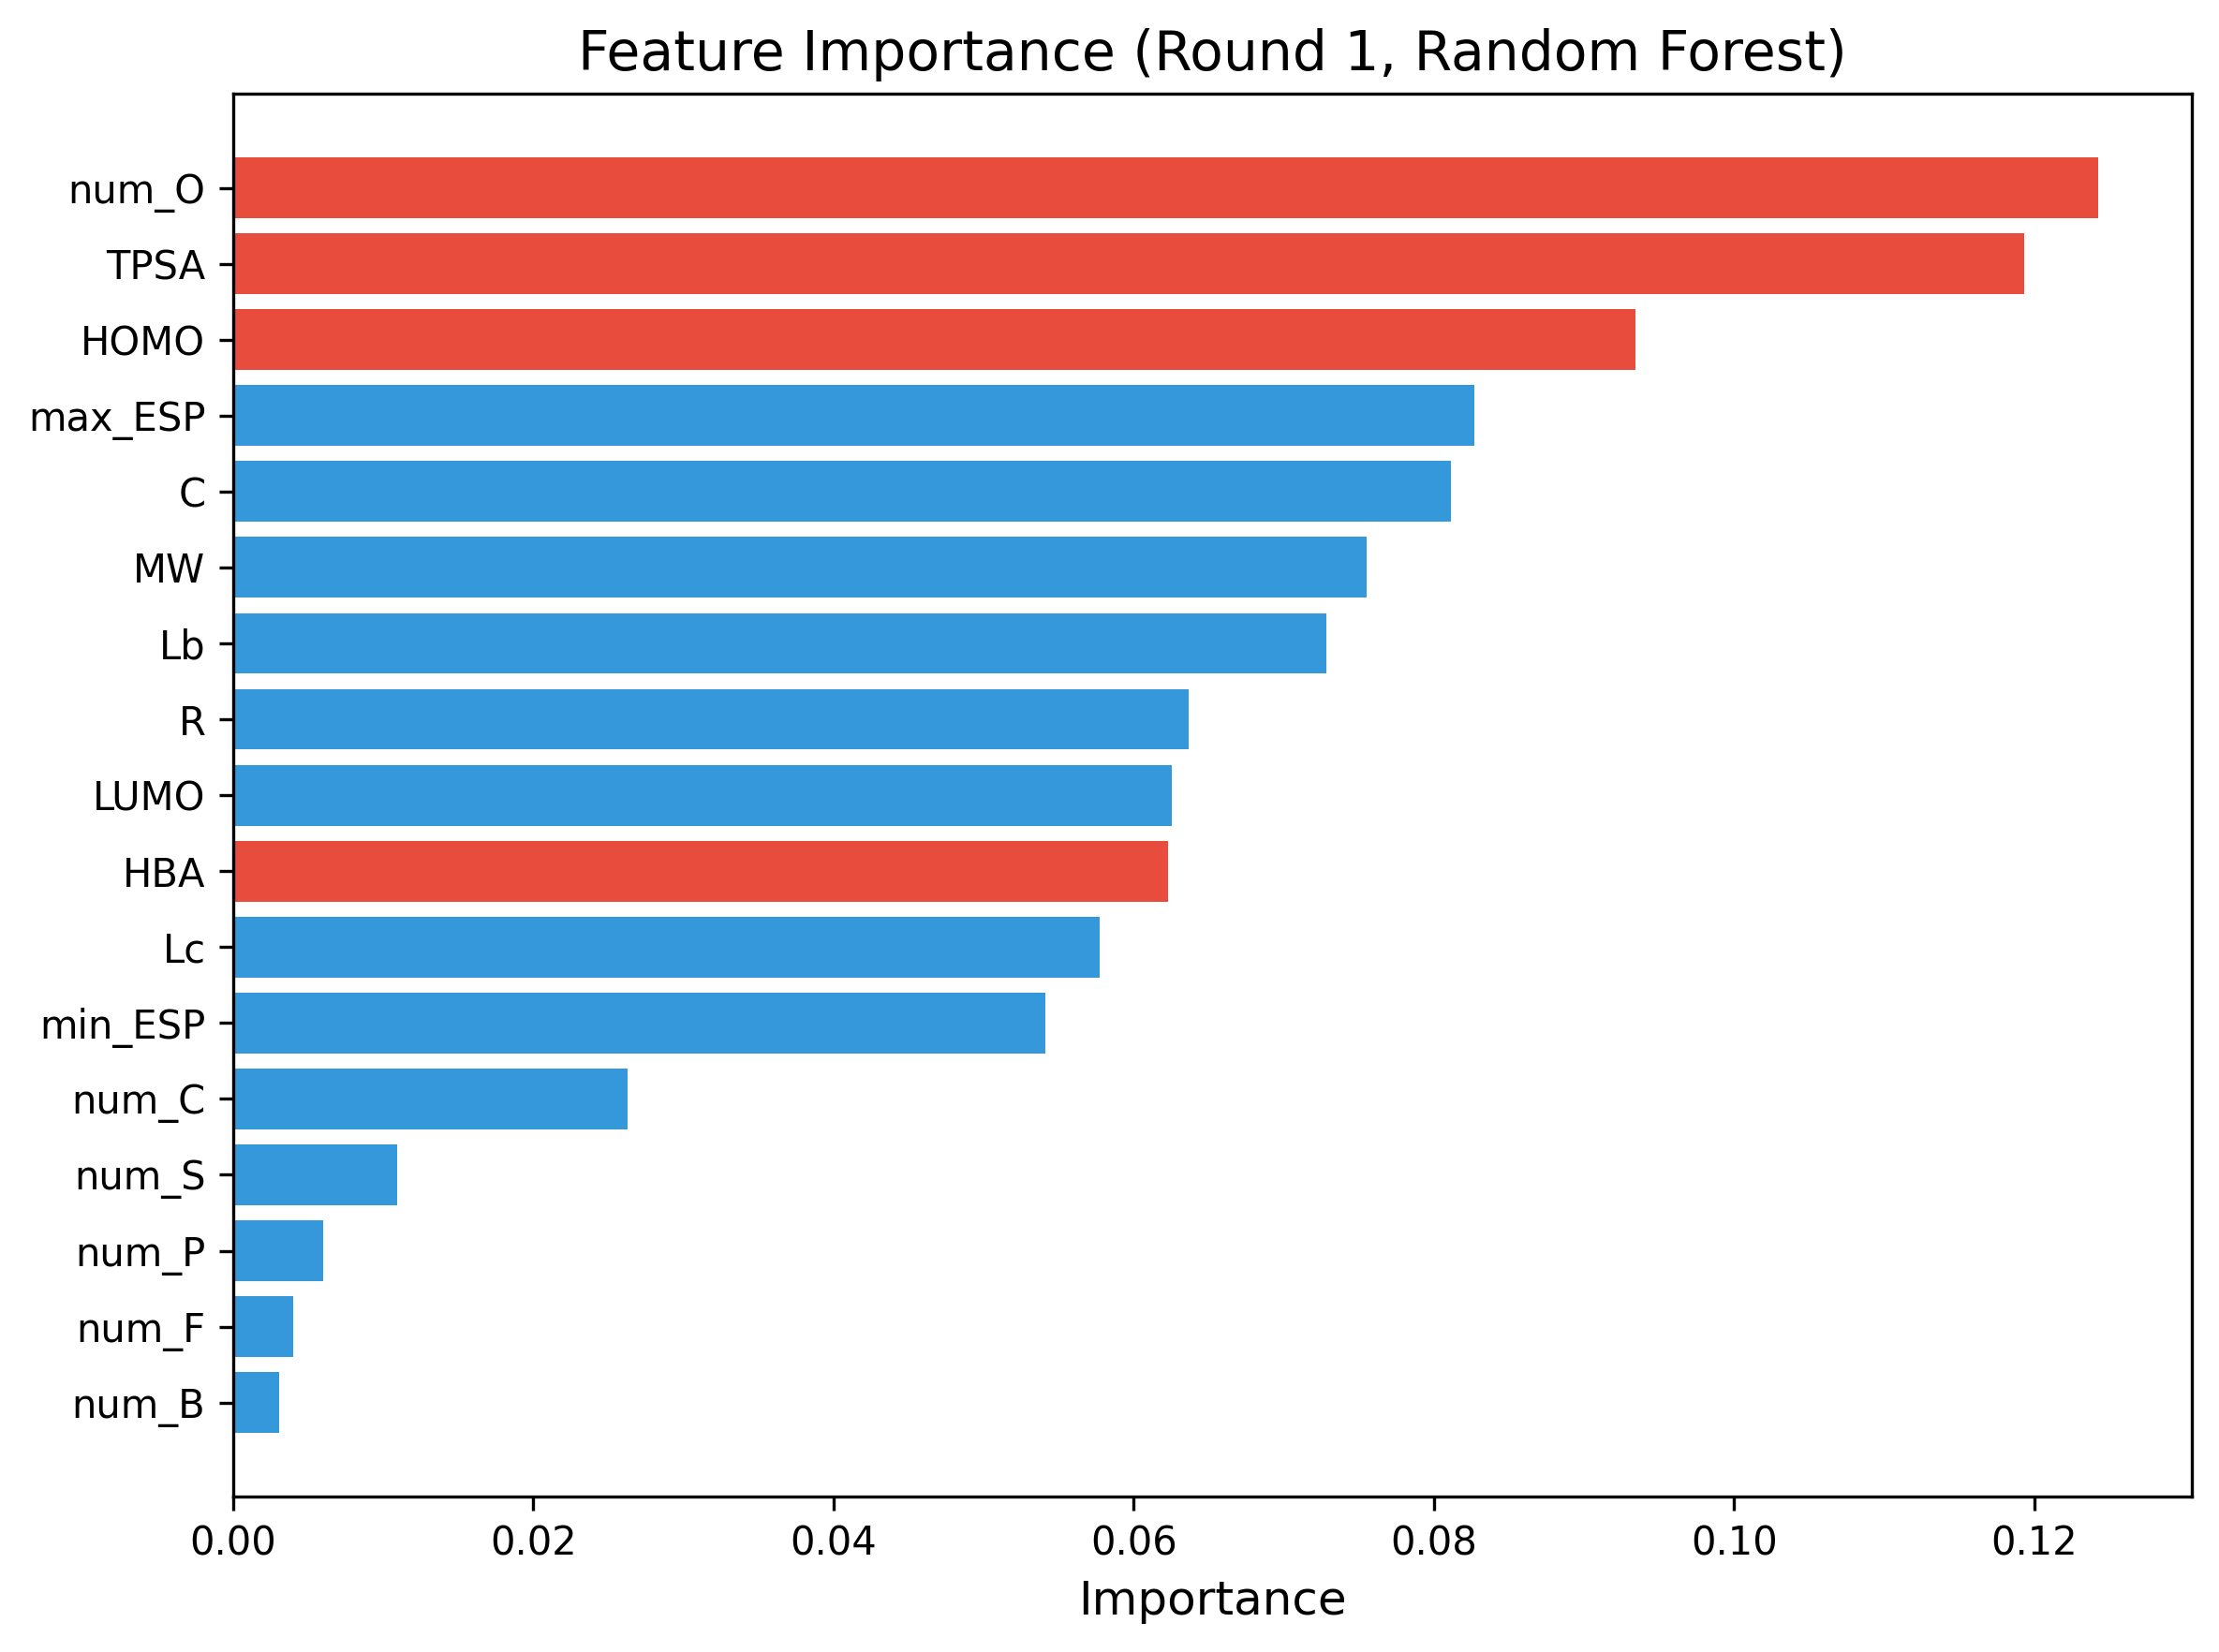 Feature Importance (Round 1, Random Forest)
num_O
TPSA
HOMO
max_ESP
C
MW
Lb
R
LUMO
HBA
Lc
min_ESP
num_C
num_S
num_P
num_F
num_B
0.00 0.02 0.04 0.06 0.08 0.10 0.12
Importance